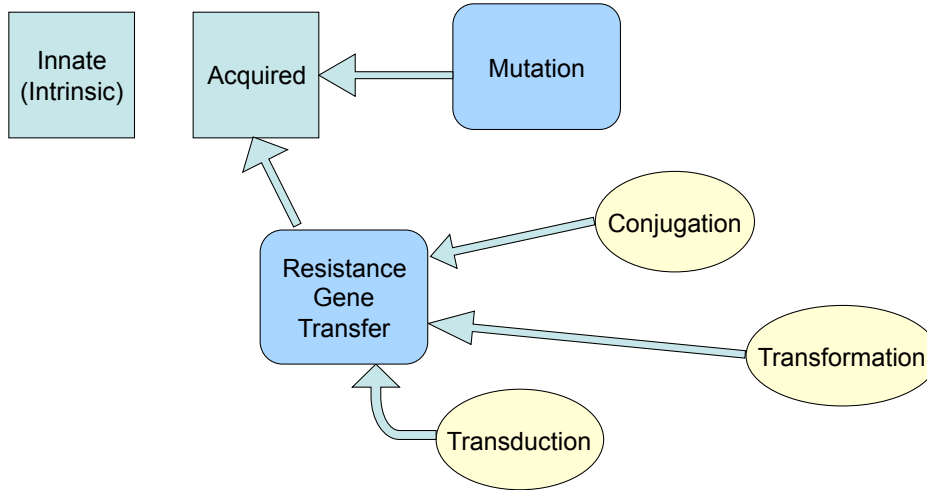 Innate
(Intrinsic)
Acquired
Mutation
Conjugation
Resistance
Gene
Transfer
Transformation
Transduction